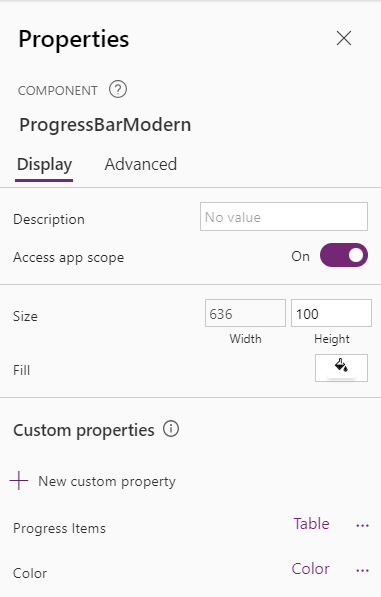 Properties
COMPONENT ?
ProgressBarModern
Display Advanced
Description No value
Access app scope On
Size 636 100
Width Height
Fill
Custom properties
New custom property
Progress Items Table ...
Color Color ...